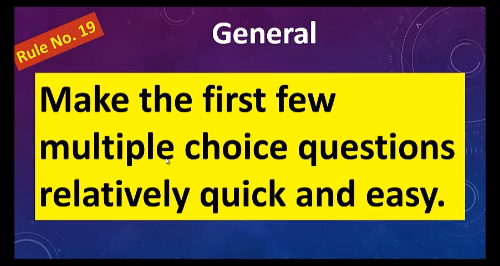 Rule No. 19
General
Make the first few
multiple choice questions
relatively quick and easy.